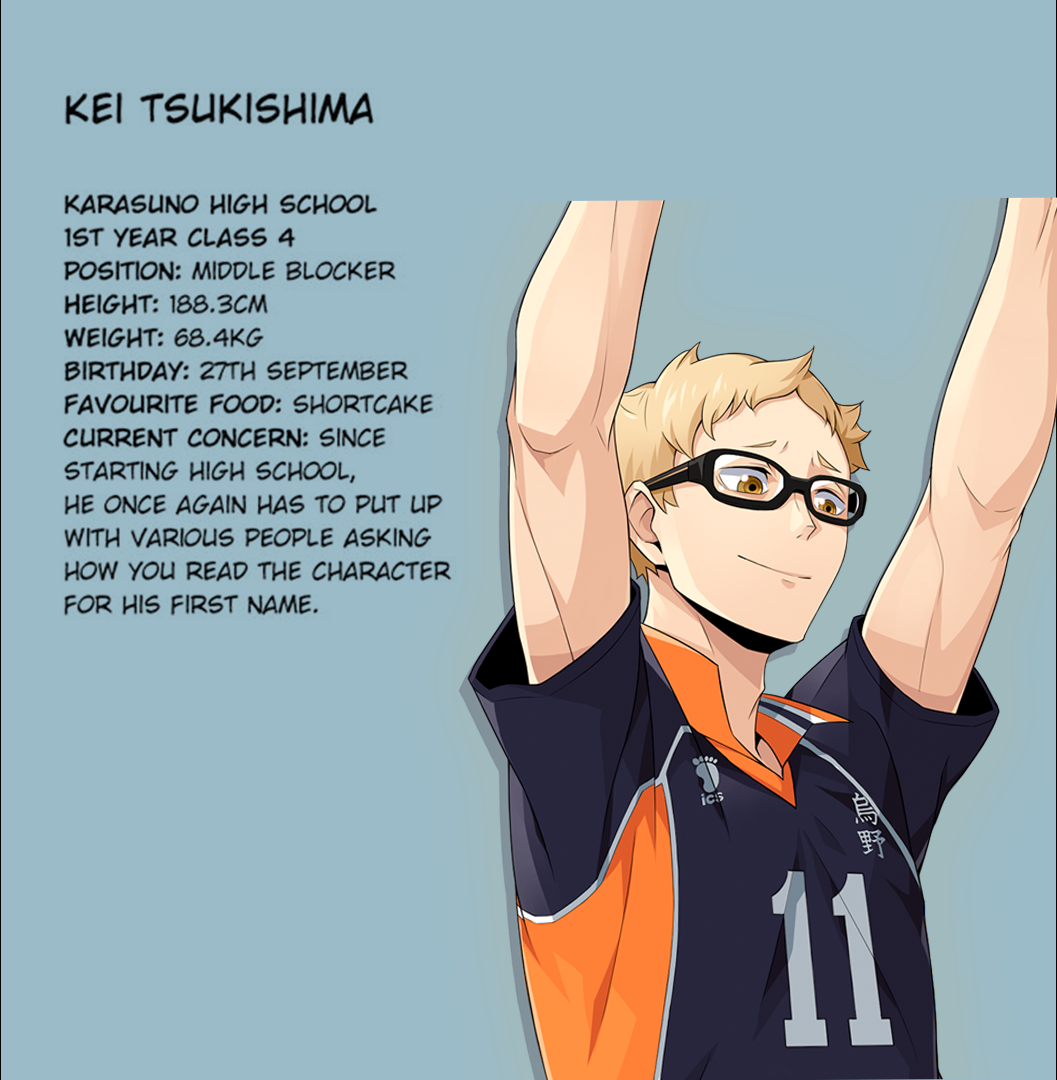 KEI TSUKISHIMA
KARASUNO HIGH SCHOOL
1ST YEAR CLASS 4
POSITION: MIDDLE BLOCKER
HEIGHT: 188.3CM
WEIGHT: 68.4KG
BIRTHDAY: 27TH SEPTEMBER
FAVOURITE FOOD: SHORTCAKE
CURRENT CONCERN: SINCE
STARTING HIGH SCHOOL,
HE ONCE AGAIN HAS TO PUT UP
WITH VARIOUS PEOPLE ASKING
HOW YOU READ THE CHARACTER
FOR HIS FIRST NAME.
ics
烏
野
11